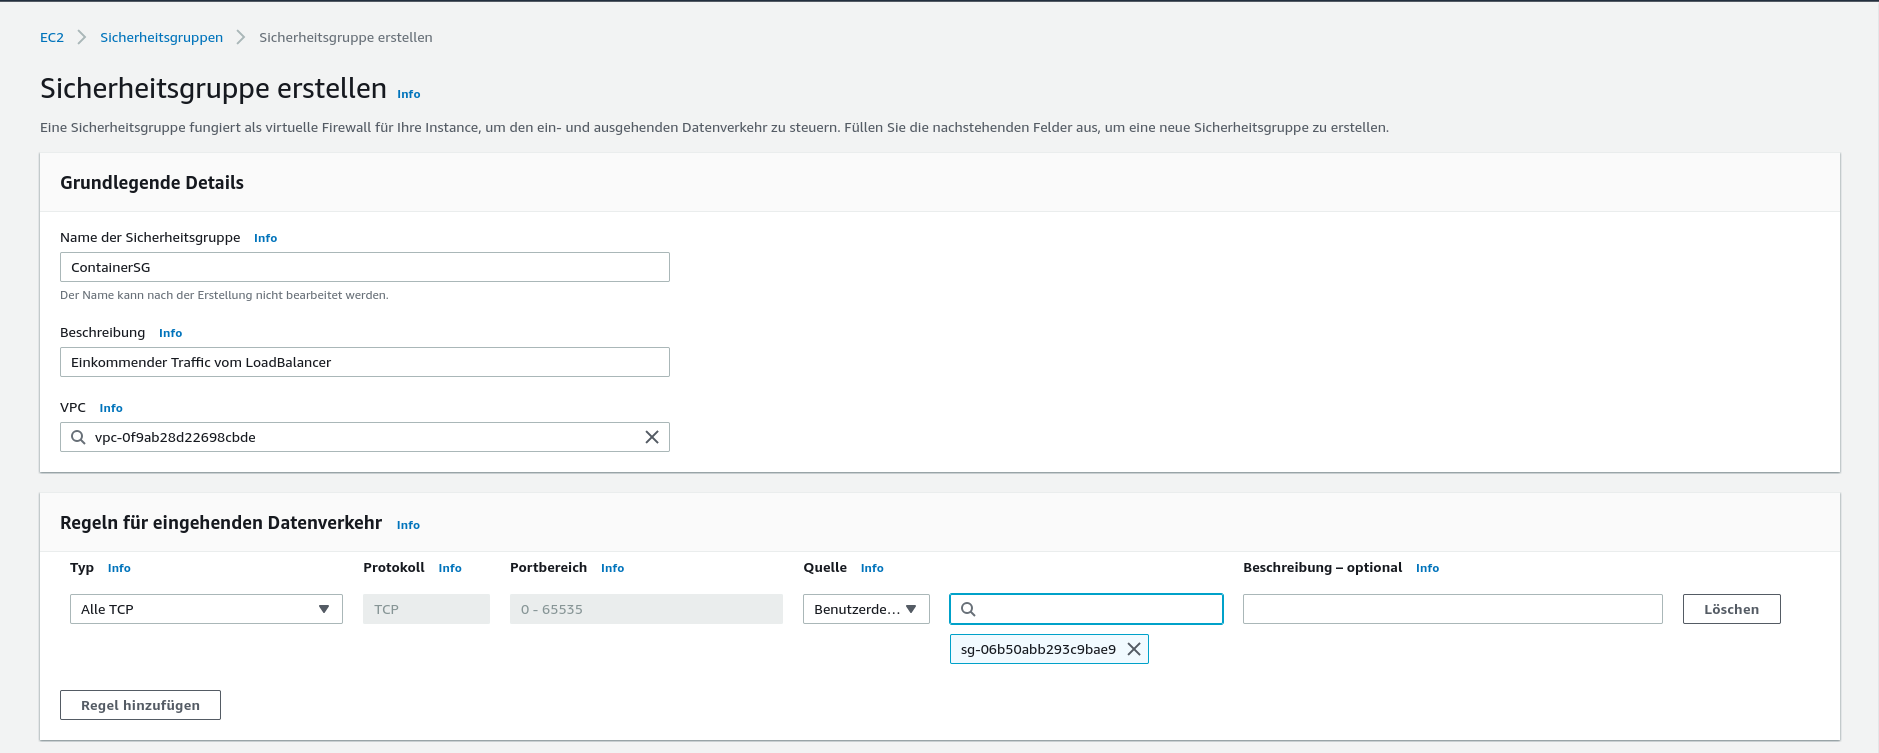 EC2 Sicherheitsgruppen Sicherheitsgruppe erstellen
Sicherheitsgruppe erstellen Info
Eine Sicherheitsgruppe fungiert als virtuelle Firewall für Ihre Instance, um den ein- und ausgehenden Datenverkehr zu steuern. Füllen Sie die nachstehenden Felder aus, um eine neue Sicherheitsgruppe zu erstellen.
Grundlegende Details
Name der Sicherheitsgruppe Info
ContainerSG
Der Name kann nach der Erstellung nicht bearbeitet werden.
Beschreibung Info
Einkommender Traffic vom LoadBalancer
VPC Info
vpc-0f9ab28d22698cbde
Regeln für eingehenden Datenverkehr Info
Typ Info Protokoll Info Portbereich Info Quelle Info Beschreibung – optional Info
Alle TCP TCP 0 - 65535 Benutzerde... Löschen
sg-06b50abb293c9bae9
Regel hinzufügen